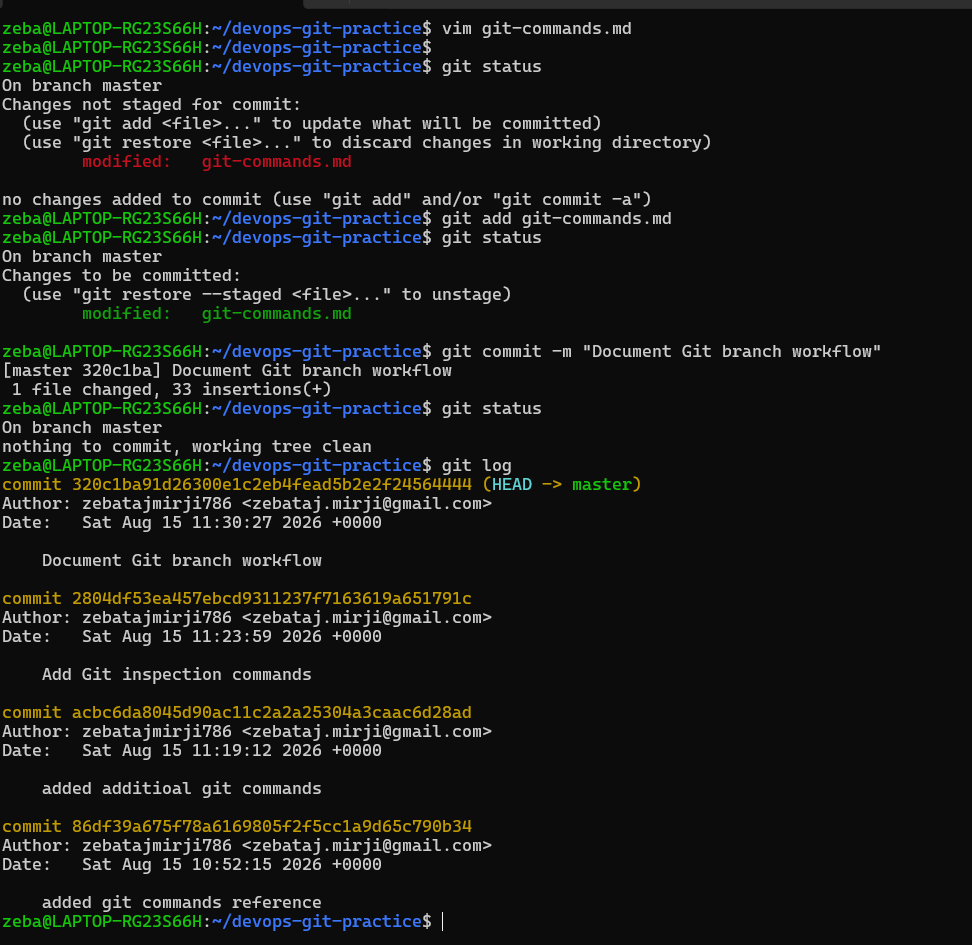 zeba@LAPTOP-RG23S66H:~/devops-git-practice$ vim git-commands.md
zeba@LAPTOP-RG23S66H:~/devops-git-practice$
zeba@LAPTOP-RG23S66H:~/devops-git-practice$ git status
On branch master
Changes not staged for commit:
  (use "git add <file>..." to update what will be committed)
  (use "git restore <file>..." to discard changes in working directory)
        modified:   git-commands.md

no changes added to commit (use "git add" and/or "git commit -a")
zeba@LAPTOP-RG23S66H:~/devops-git-practice$ git add git-commands.md
zeba@LAPTOP-RG23S66H:~/devops-git-practice$ git status
On branch master
Changes to be committed:
  (use "git restore --staged <file>..." to unstage)
        modified:   git-commands.md

zeba@LAPTOP-RG23S66H:~/devops-git-practice$ git commit -m "Document Git branch workflow"
[master 320c1ba] Document Git branch workflow
 1 file changed, 33 insertions(+)
zeba@LAPTOP-RG23S66H:~/devops-git-practice$ git status
On branch master
nothing to commit, working tree clean
zeba@LAPTOP-RG23S66H:~/devops-git-practice$ git log
commit 320c1ba91d26300e1c2eb4fead5b2e2f24564444 (HEAD -> master)
Author: zebatajmirji786 <zebataj.mirji@gmail.com>
Date:   Sat Aug 15 11:30:27 2026 +0000

    Document Git branch workflow

commit 2804df53ea457ebcd9311237f7163619a651791c
Author: zebatajmirji786 <zebataj.mirji@gmail.com>
Date:   Sat Aug 15 11:23:59 2026 +0000

    Add Git inspection commands

commit acbc6da8045d90ac11c2a2a25304a3caac6d28ad
Author: zebatajmirji786 <zebataj.mirji@gmail.com>
Date:   Sat Aug 15 11:19:12 2026 +0000

    added additioal git commands

commit 86df39a675f78a6169805f2f5cc1a9d65c790b34
Author: zebatajmirji786 <zebataj.mirji@gmail.com>
Date:   Sat Aug 15 10:52:15 2026 +0000

    added git commands reference
zeba@LAPTOP-RG23S66H:~/devops-git-practice$